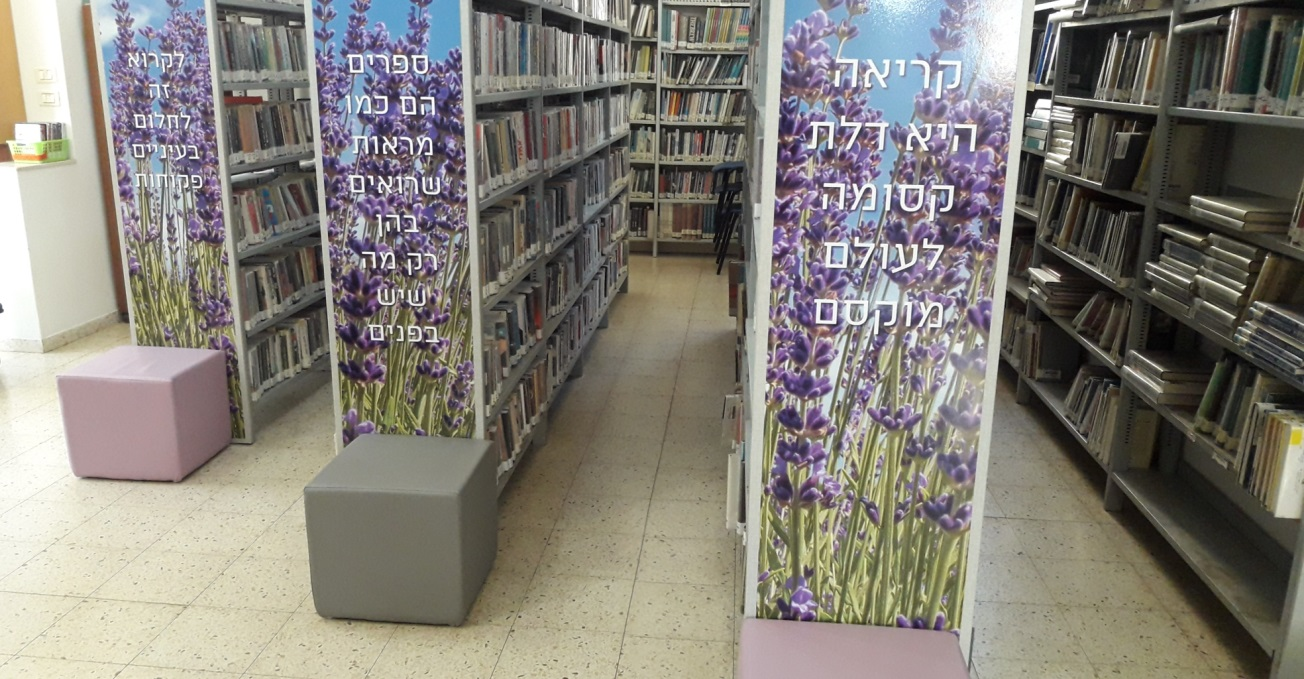 קריאה
היא דלת
קסומה
לעולם
מוקסם
ספרים
הם כמו
מראות
שרואים
בהן
רק מה
שיש
בפנים
לקרוא
זה
לחלום
בעיניים
פקוחות